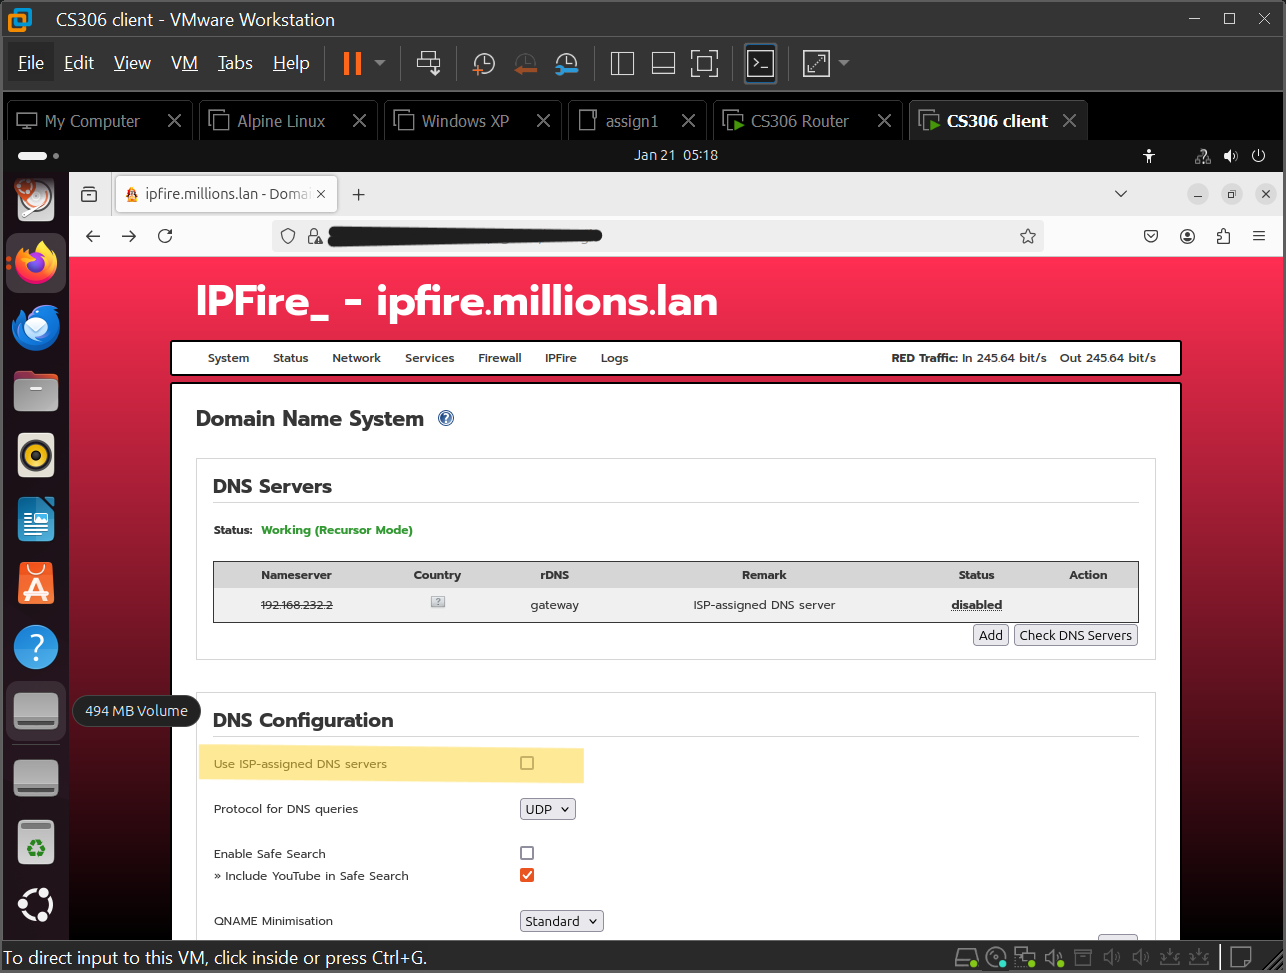 CS306 client - VMware Workstation
File Edit View VM Tabs Help
My Computer Alpine Linux Windows XP assign1 CS306 Router CS306 client
Jan 21 05:18
ipfire.millions.lan - Domai
IPFire_ - ipfire.millions.lan
System Status Network Services Firewall IPFire Logs RED Traffic: In 245.64 bit/s Out 245.64 bit/s
Domain Name System
DNS Servers
Status: Working (Recursor Mode)
Nameserver Country rDNS Remark Status Action
192.168.232.2 gateway ISP-assigned DNS server disabled
Add Check DNS Servers
494 MB Volume
DNS Configuration
Use ISP-assigned DNS servers
Protocol for DNS queries UDP
Enable Safe Search
» Include YouTube in Safe Search
QNAME Minimisation Standard
To direct input to this VM, click inside or press Ctrl+G.